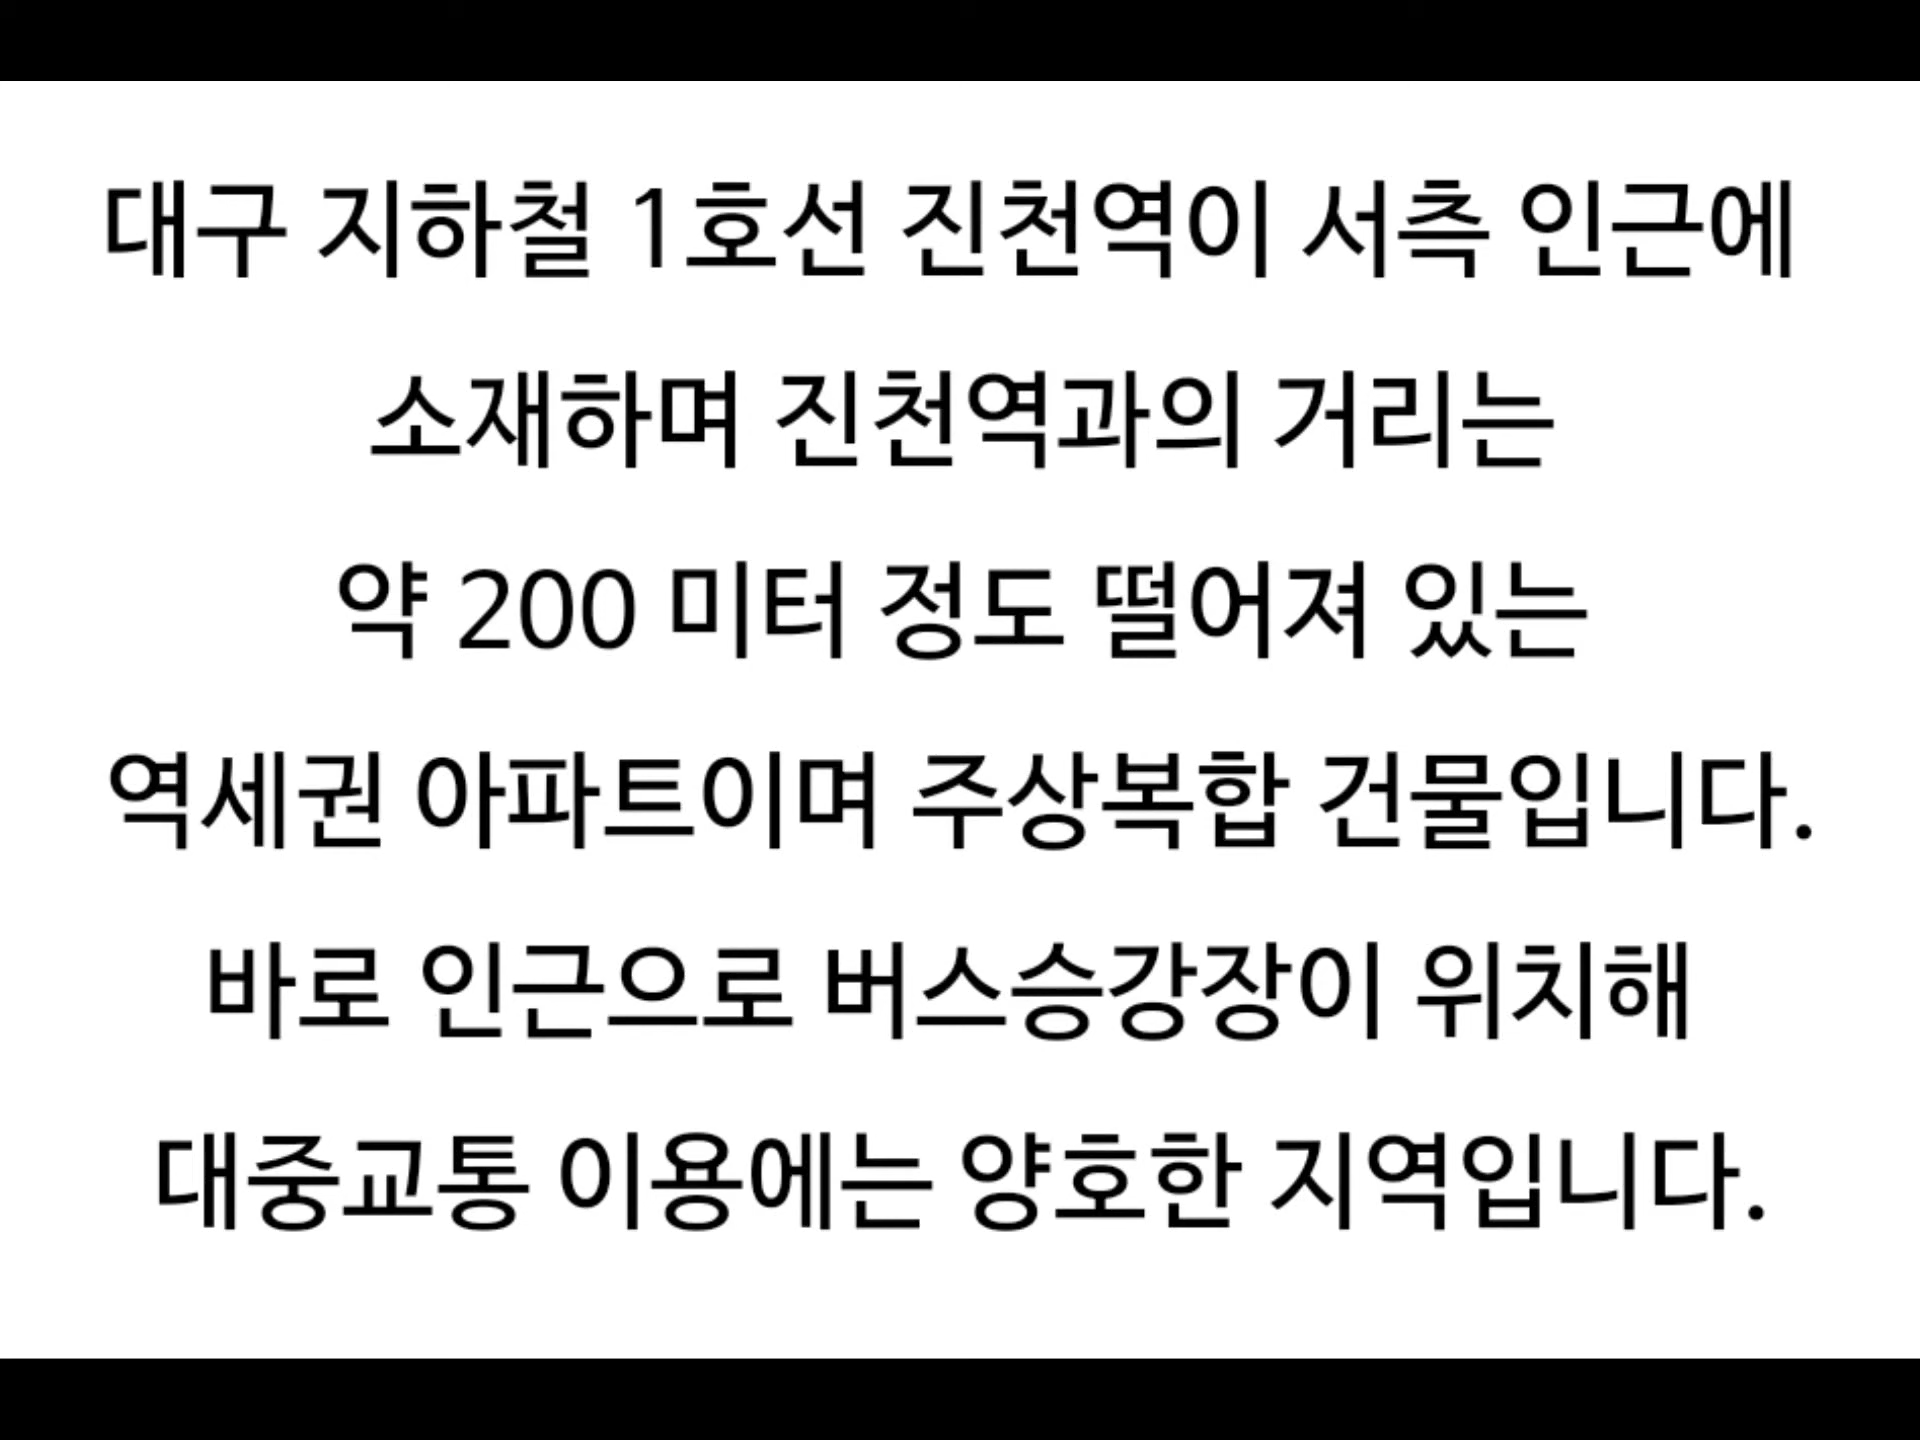 대구 지하철 1호선 진천역이 서측 인근에
소재하며 진천역과의 거리는
약 200 미터 정도 떨어져 있는
역세권 아파트이며 주상복합 건물입니다.
바로 인근으로 버스승강장이 위치해
대중교통 이용에는 양호한 지역입니다.